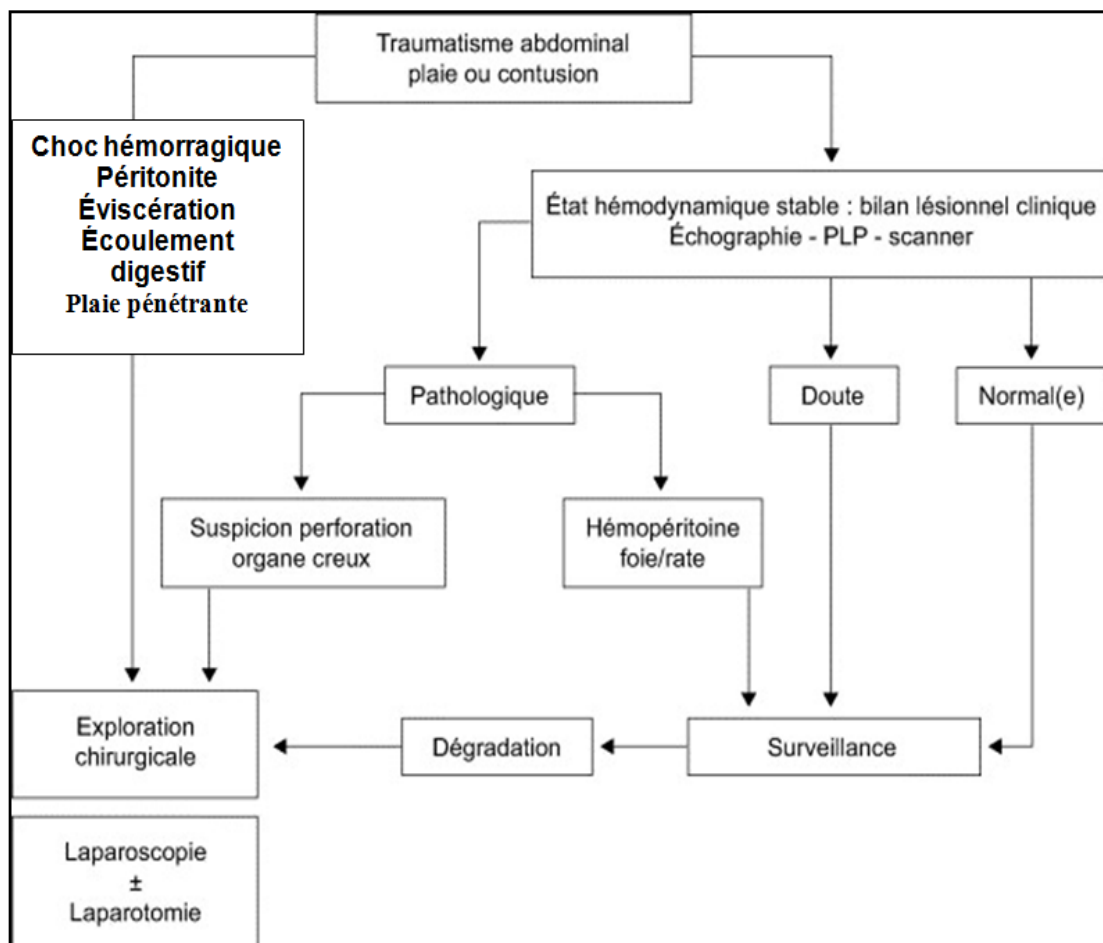 Traumatisme abdominal
plaie ou contusion
Choc hémorragique
Péritonite
Éviscération
Écoulement
digestif
Plaie pénétrante
État hémodynamique stable : bilan lésionnel clinique
Échographie - PLP - scanner
Pathologique
Doute
Normal(e)
Suspicion perforation
organe creux
Hémopéritoine
foie/rate
Exploration
chirurgicale
Dégradation
Surveillance
Laparoscopie
±
Laparotomie